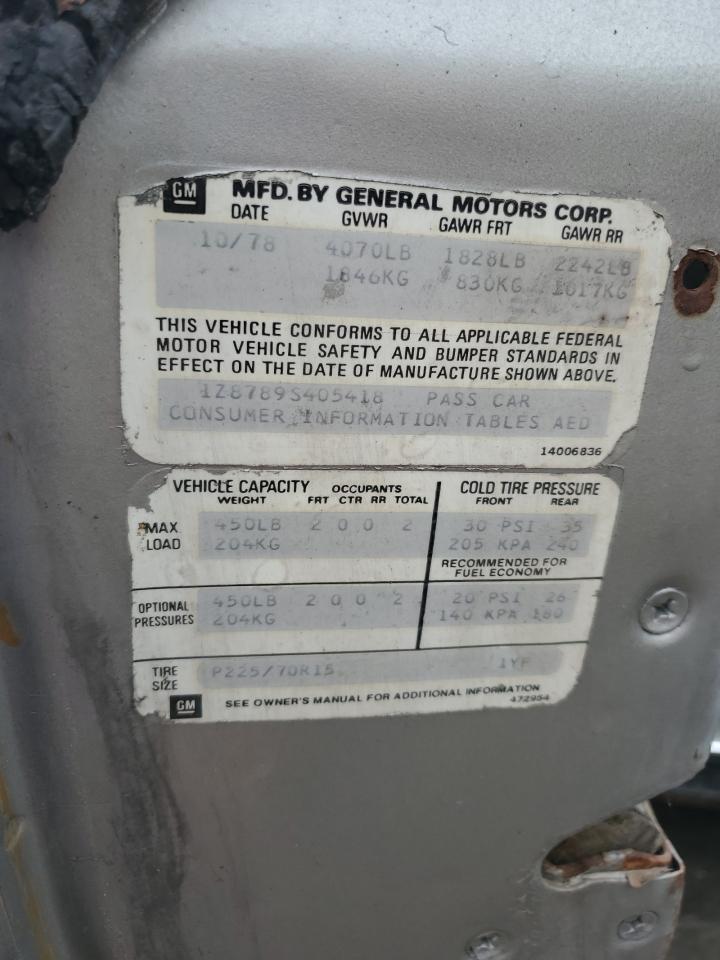 GM MFD. BY GENERAL MOTORS CORP.
DATE GVWR GAWR FRT GAWR RR
10/78 4070LB 1828LB 2242LB
1846KG 830KG 1017KG
THIS VEHICLE CONFORMS TO ALL APPLICABLE FEDERAL
MOTOR VEHICLE SAFETY AND BUMPER STANDARDS IN
EFFECT ON THE DATE OF MANUFACTURE SHOWN ABOVE.
1Z8789S405418 PASS CAR
CONSUMER INFORMATION TABLES AED
14006836
VEHICLE CAPACITY OCCUPANTS COLD TIRE PRESSURE
WEIGHT FRT CTR RR TOTAL FRONT REAR
MAX. LOAD 450LB 2 0 0 2 30 PSI 35
204KG 205 KPA 240
RECOMMENDED FOR
FUEL ECONOMY
OPTIONAL PRESSURES 450LB 2 0 0 2 20 PSI 26
204KG 140 KPA 180
TIRE SIZE P225/70R15 1YF
GM SEE OWNER'S MANUAL FOR ADDITIONAL INFORMATION
472954